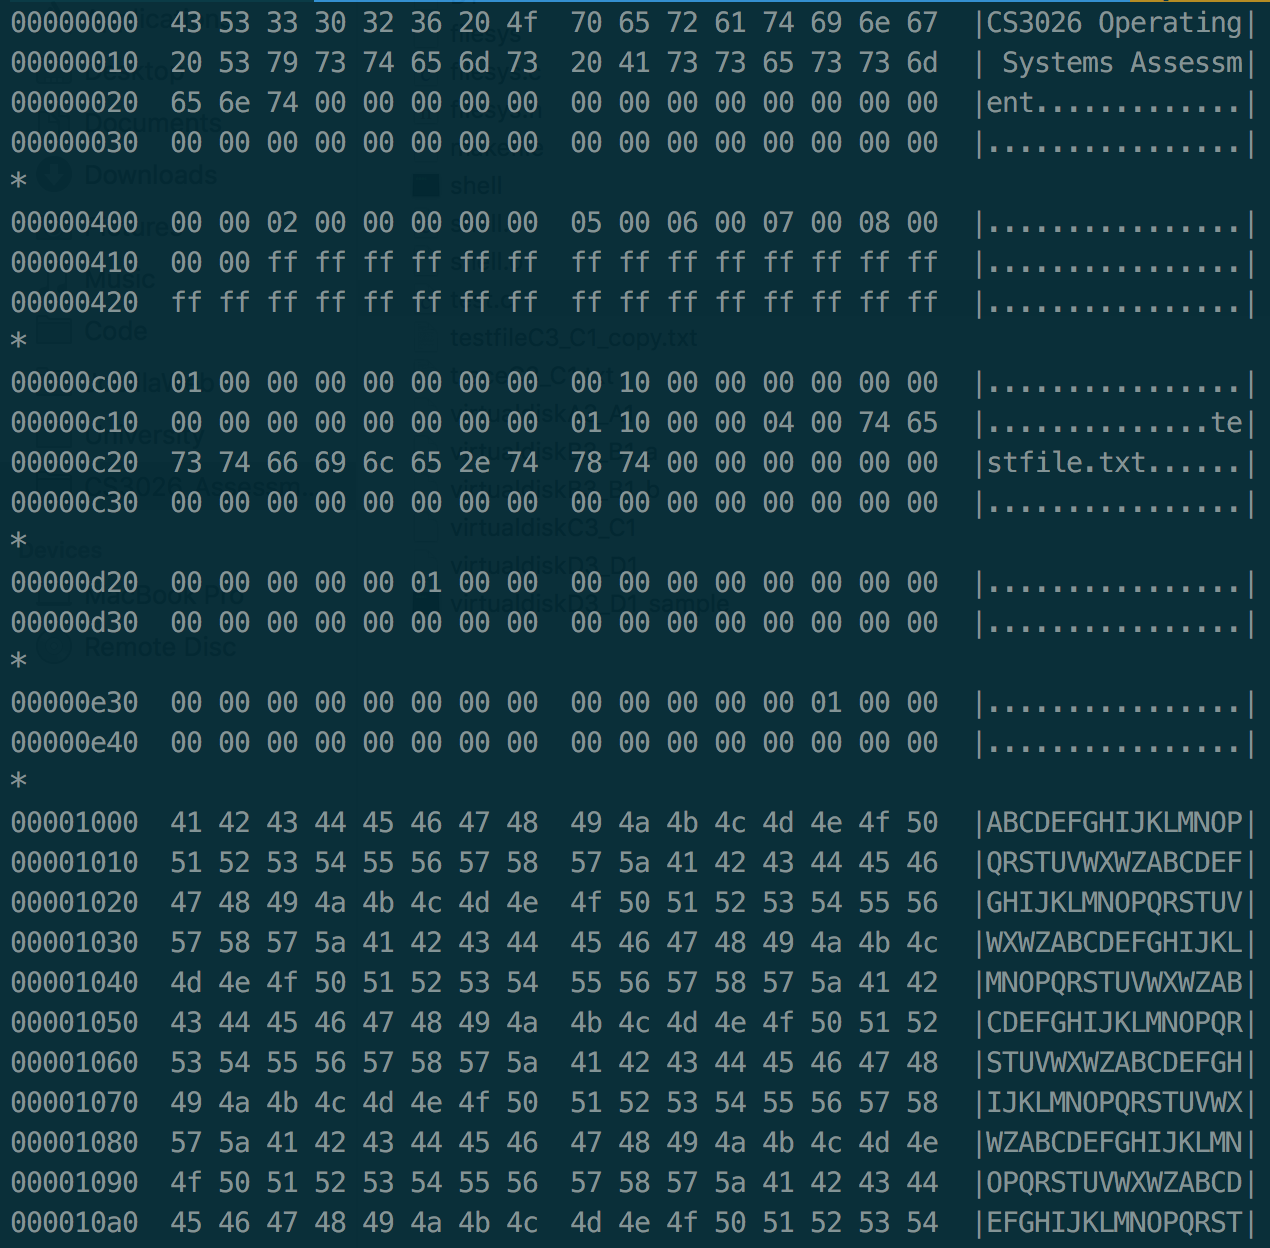 00000000  43 53 33 30 32 36 20 4f  70 65 72 61 74 69 6e 67  |CS3026 Operating|
00000010  20 53 79 73 74 65 6d 73  20 41 73 73 65 73 73 6d  | Systems Assessm|
00000020  65 6e 74 00 00 00 00 00  00 00 00 00 00 00 00 00  |ent.............|
00000030  00 00 00 00 00 00 00 00  00 00 00 00 00 00 00 00  |................|
*
00000400  00 00 02 00 00 00 00 00  05 00 06 00 07 00 08 00  |................|
00000410  00 00 ff ff ff ff ff ff  ff ff ff ff ff ff ff ff  |................|
00000420  ff ff ff ff ff ff ff ff  ff ff ff ff ff ff ff ff  |................|
*
00000c00  01 00 00 00 00 00 00 00  00 10 00 00 00 00 00 00  |................|
00000c10  00 00 00 00 00 00 00 00  01 10 00 00 04 00 74 65  |..............te|
00000c20  73 74 66 69 6c 65 2e 74  78 74 00 00 00 00 00 00  |stfile.txt......|
00000c30  00 00 00 00 00 00 00 00  00 00 00 00 00 00 00 00  |................|
*
00000d20  00 00 00 00 00 01 00 00  00 00 00 00 00 00 00 00  |................|
00000d30  00 00 00 00 00 00 00 00  00 00 00 00 00 00 00 00  |................|
*
00000e30  00 00 00 00 00 00 00 00  00 00 00 00 00 01 00 00  |................|
00000e40  00 00 00 00 00 00 00 00  00 00 00 00 00 00 00 00  |................|
*
00001000  41 42 43 44 45 46 47 48  49 4a 4b 4c 4d 4e 4f 50  |ABCDEFGHIJKLMNOP|
00001010  51 52 53 54 55 56 57 58  57 5a 41 42 43 44 45 46  |QRSTUVWXWZABCDEF|
00001020  47 48 49 4a 4b 4c 4d 4e  4f 50 51 52 53 54 55 56  |GHIJKLMNOPQRSTUV|
00001030  57 58 57 5a 41 42 43 44  45 46 47 48 49 4a 4b 4c  |WXWZABCDEFGHIJKL|
00001040  4d 4e 4f 50 51 52 53 54  55 56 57 58 57 5a 41 42  |MNOPQRSTUVWXWZAB|
00001050  43 44 45 46 47 48 49 4a  4b 4c 4d 4e 4f 50 51 52  |CDEFGHIJKLMNOPQR|
00001060  53 54 55 56 57 58 57 5a  41 42 43 44 45 46 47 48  |STUVWXWZABCDEFGH|
00001070  49 4a 4b 4c 4d 4e 4f 50  51 52 53 54 55 56 57 58  |IJKLMNOPQRSTUVWX|
00001080  57 5a 41 42 43 44 45 46  47 48 49 4a 4b 4c 4d 4e  |WZABCDEFGHIJKLMN|
00001090  4f 50 51 52 53 54 55 56  57 58 57 5a 41 42 43 44  |OPQRSTUVWXWZABCD|
000010a0  45 46 47 48 49 4a 4b 4c  4d 4e 4f 50 51 52 53 54  |EFGHIJKLMNOPQRST|
Desktop
Documents
Downloads
Music
Code
University
Devices
MacBook Pro
Remote Disc
shell
testfileC3_C1_copy.txt
virtualdiskC3_C1
virtualdiskD3_D1
virtualdiskD3_D1_sample